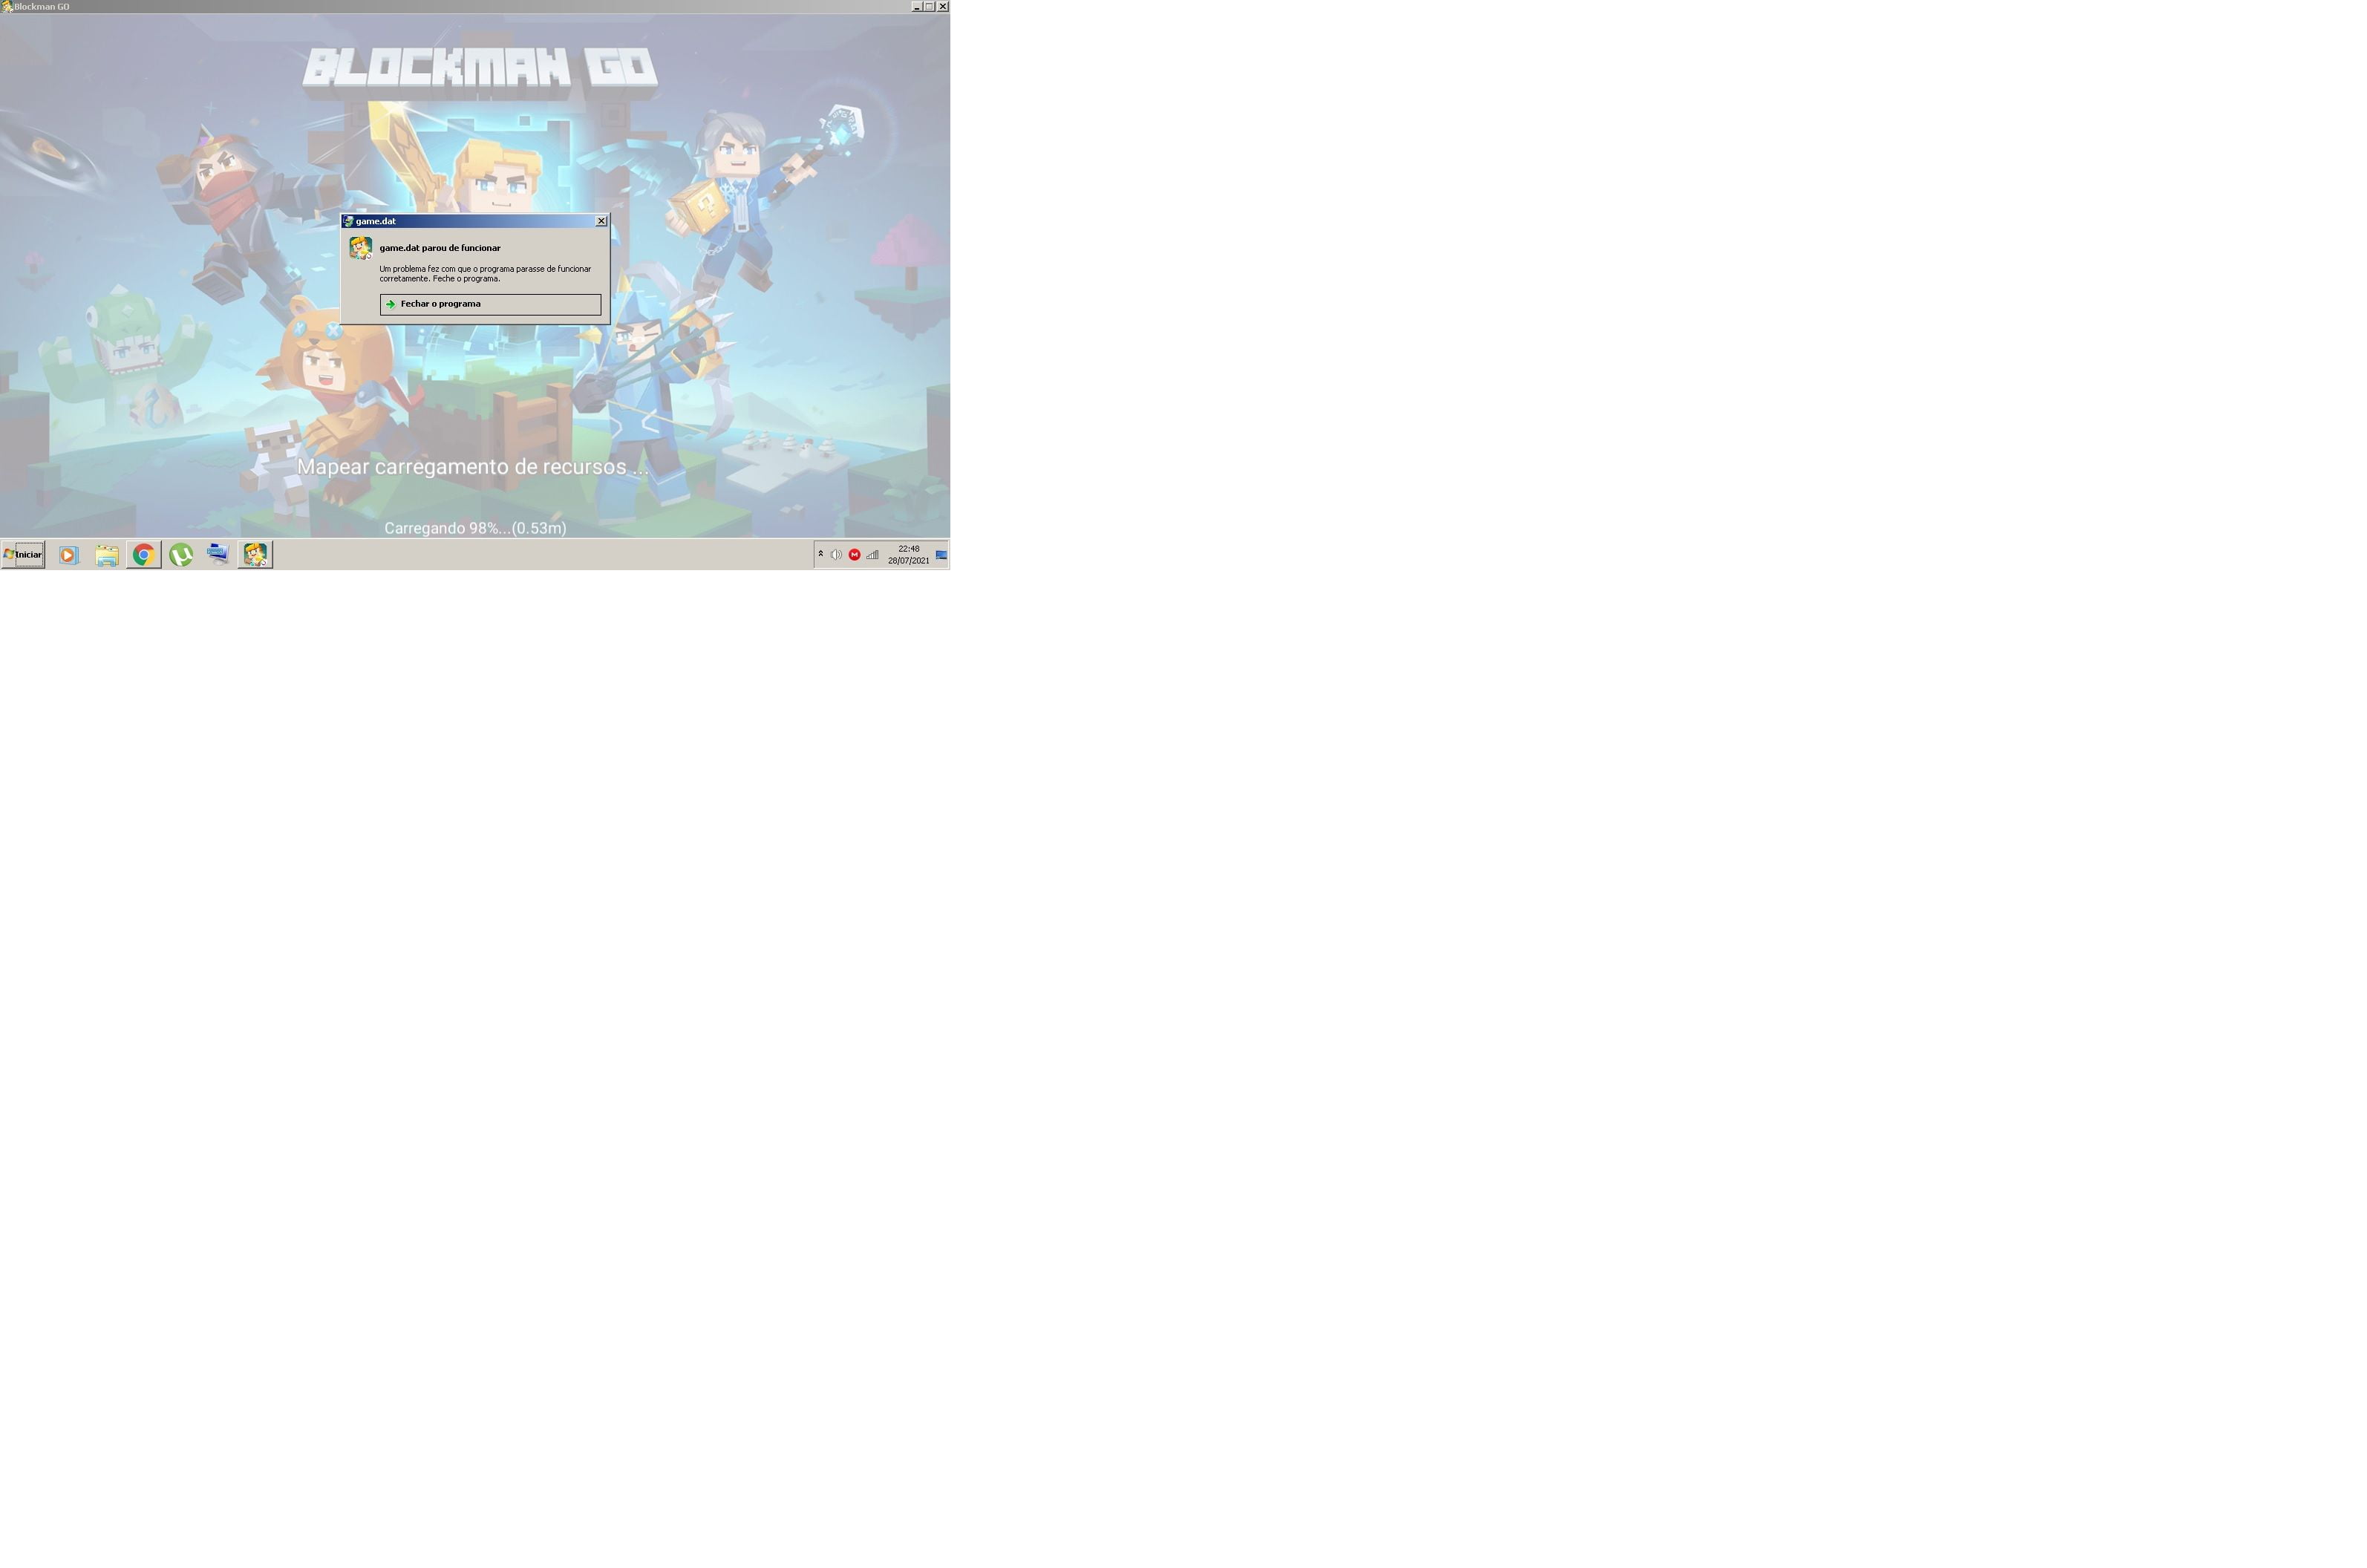 Blockman GO
BLOCKMAN GO
game.dat
game.dat parou de funcionar
Um problema fez com que o programa parasse de funcionar
corretamente. Feche o programa.
Fechar o programa
Mapear carregamento de recursos ...
Carregando 98%...(0.53m)
Iniciar
22:48
28/07/2021